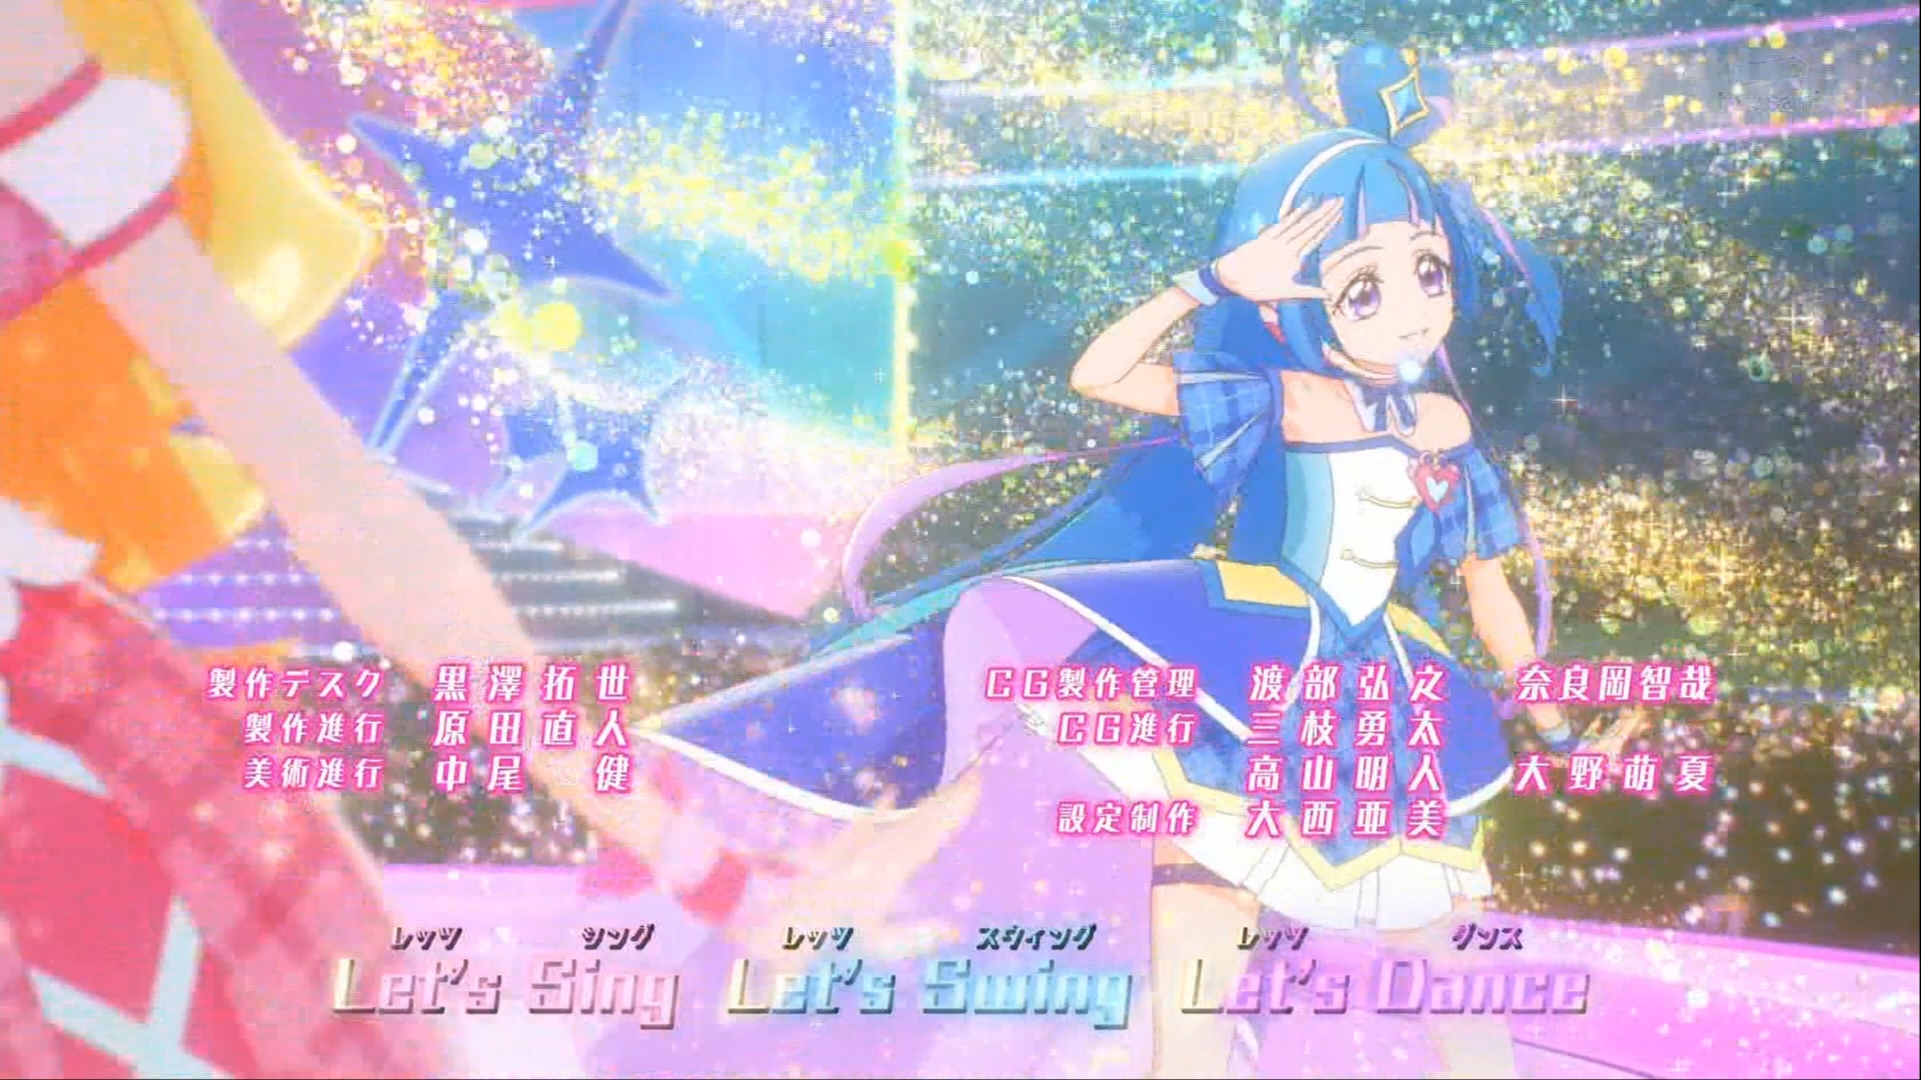 製作デスク 黒澤拓世
製作進行 原田直人
美術進行 中尾 健
CG製作管理 渡部弘之 奈良岡智哉
CG進行 三枝勇太
高山明人 大野萌夏
設定制作 大西亜美
レッツ シング レッツ スウィング レッツ ダンス
Let's Sing Let's Swing Let's Dance